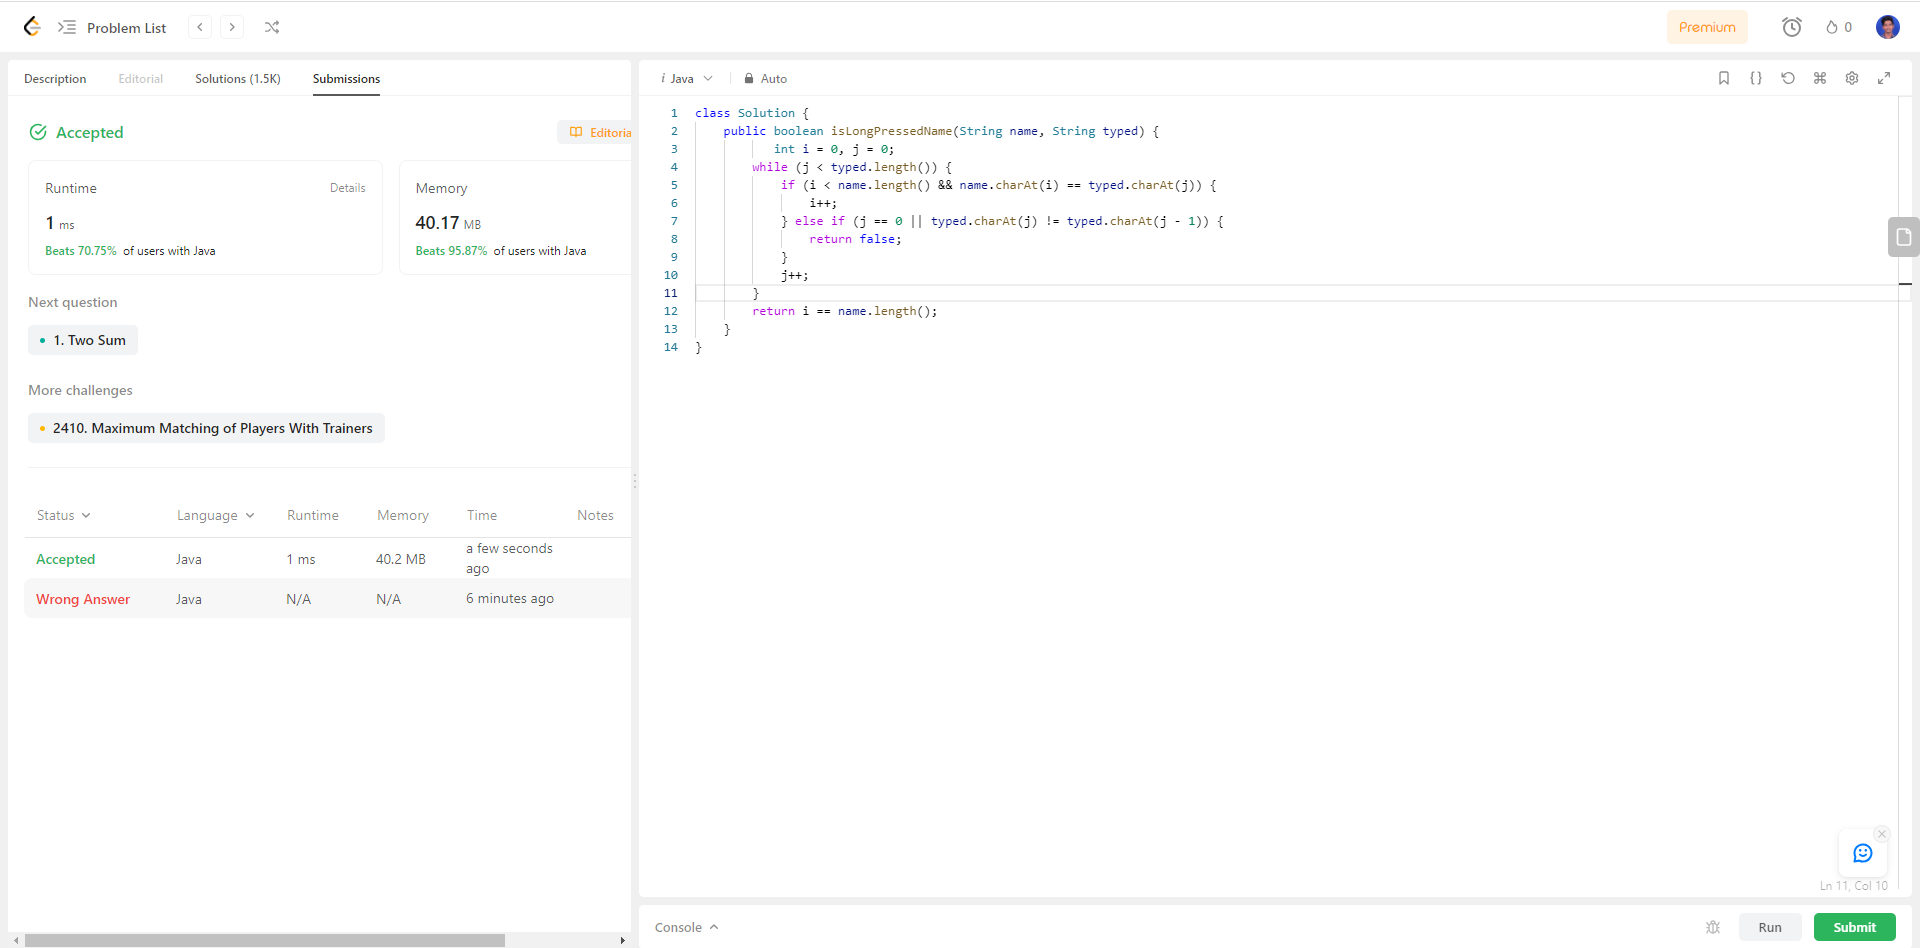 Problem List
Premium
0
Description Editorial Solutions (1.5K) Submissions
Accepted
Editoria
Runtime Details
1 ms
Beats 70.75% of users with Java
Memory
40.17 MB
Beats 95.87% of users with Java
Next question
1. Two Sum
More challenges
2410. Maximum Matching of Players With Trainers
Status Language Runtime Memory Time Notes
Accepted Java 1 ms 40.2 MB a few seconds ago
Wrong Answer Java N/A N/A 6 minutes ago
i Java Auto
1 class Solution {
2 public boolean isLongPressedName(String name, String typed) {
3 int i = 0, j = 0;
4 while (j < typed.length()) {
5 if (i < name.length() && name.charAt(i) == typed.charAt(j)) {
6 i++;
7 } else if (j == 0 || typed.charAt(j) != typed.charAt(j - 1)) {
8 return false;
9 }
10 j++;
11 }
12 return i == name.length();
13 }
14 }
Ln 11, Col 10
Console
Run
Submit